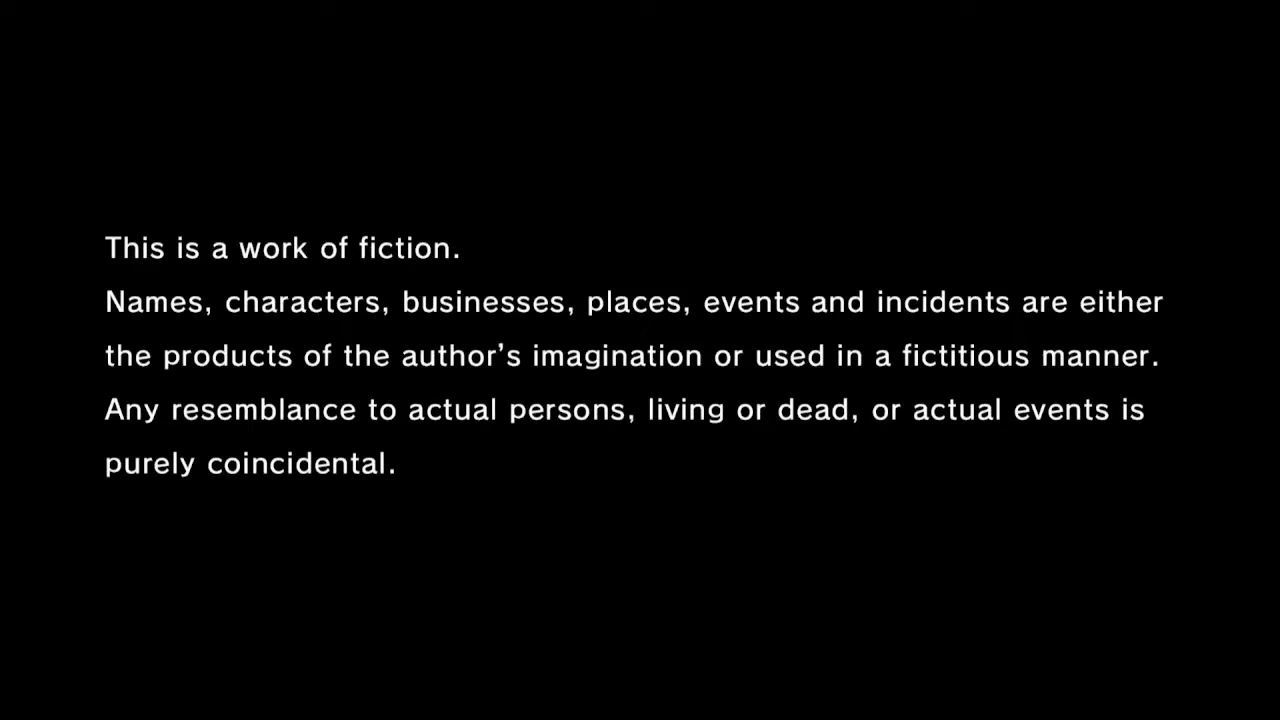 This is a work of fiction.
Names, characters, businesses, places, events and incidents are either
the products of the author’s imagination or used in a fictitious manner.
Any resemblance to actual persons, living or dead, or actual events is
purely coincidental.